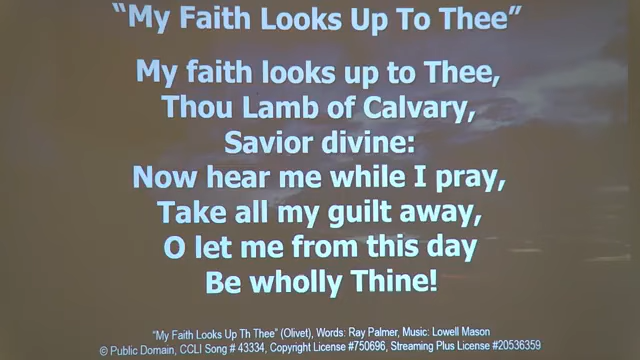 “My Faith Looks Up To Thee”
My faith looks up to Thee,
Thou Lamb of Calvary,
Savior divine:
Now hear me while I pray,
Take all my guilt away,
O let me from this day
Be wholly Thine!
“My Faith Looks Up Th Thee” (Olivet), Words: Ray Palmer, Music: Lowell Mason
© Public Domain, CCLI Song # 43334, Copyright License #750696, Streaming Plus License #20536359